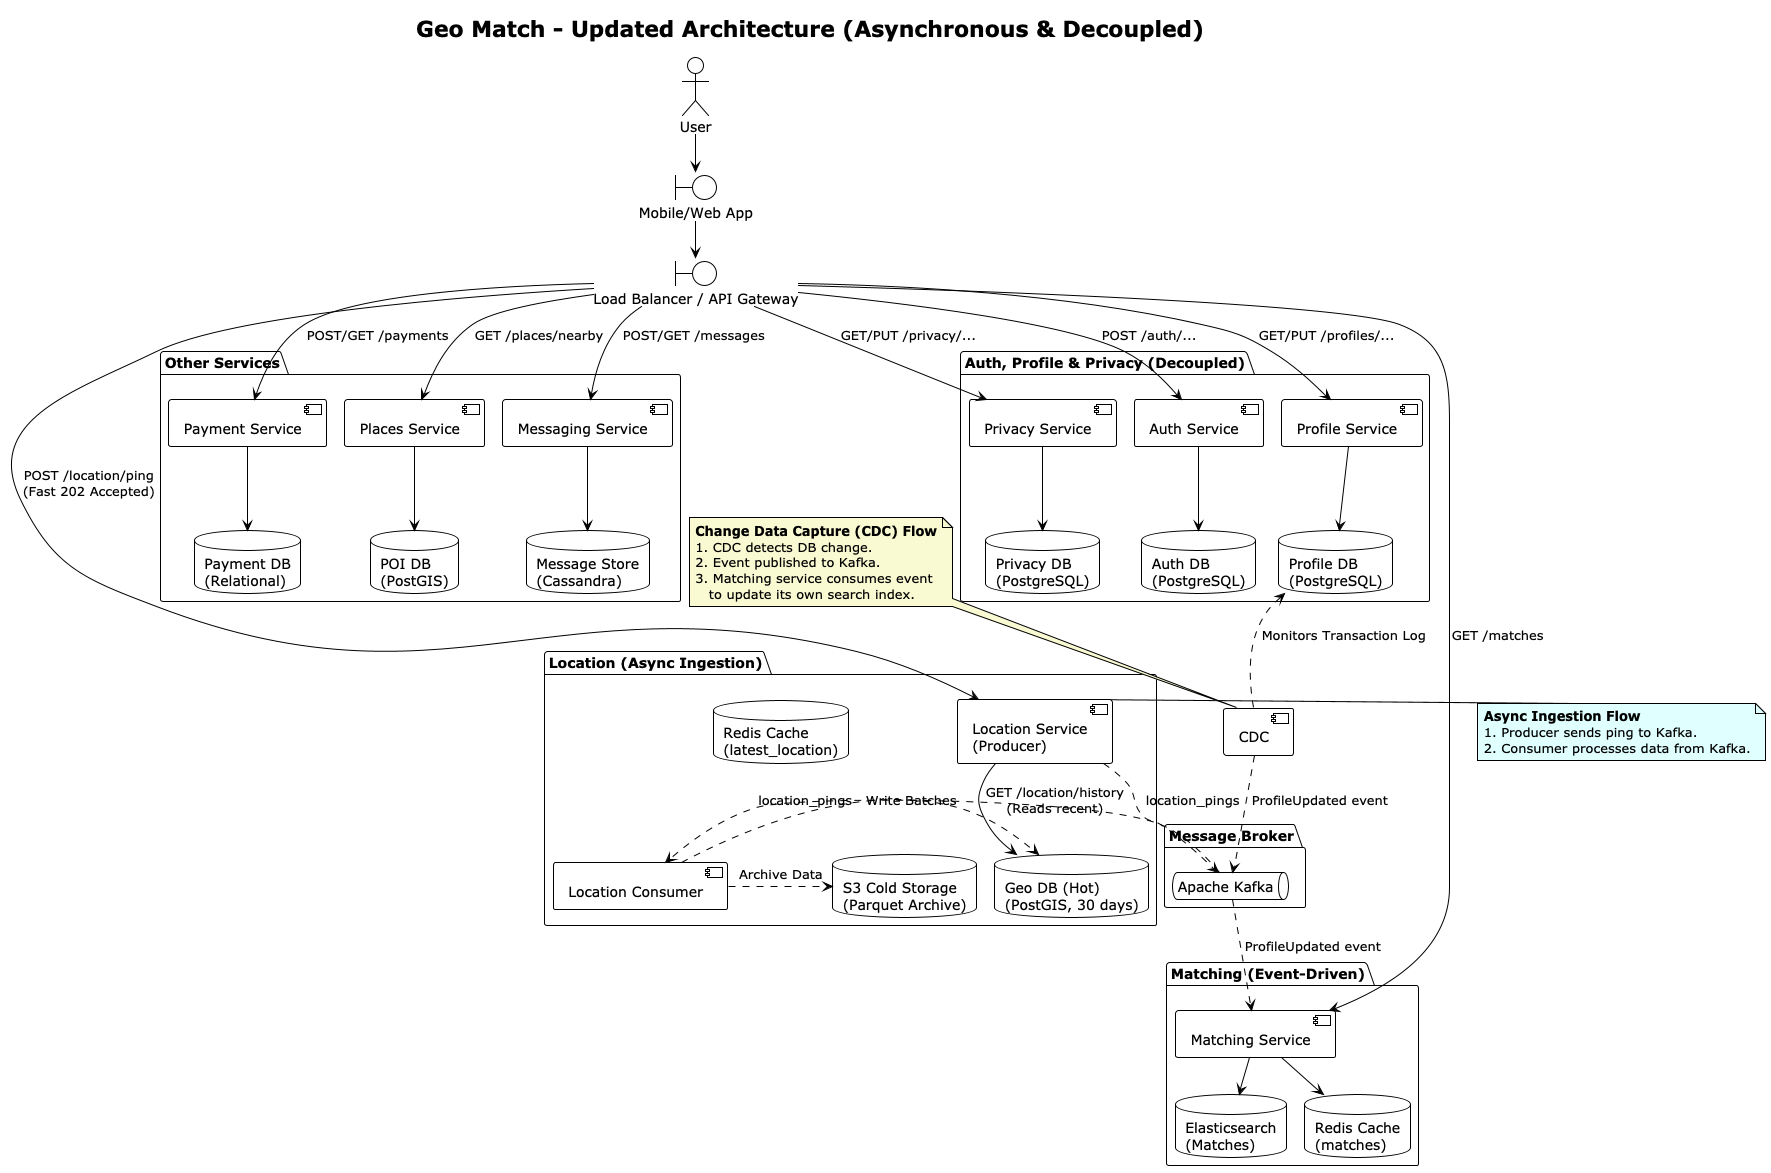 Geo Match - Updated Architecture (Asynchronous & Decoupled)
User
Mobile/Web App
Load Balancer / API Gateway
POST/GET /payments
GET /places/nearby
POST/GET /messages
GET/PUT /privacy/...
POST /auth/...
GET/PUT /profiles/...
Other Services
Payment Service
Places Service
Messaging Service
Payment DB
(Relational)
POI DB
(PostGIS)
Message Store
(Cassandra)
Auth, Profile & Privacy (Decoupled)
Privacy Service
Auth Service
Profile Service
Privacy DB
(PostgreSQL)
Auth DB
(PostgreSQL)
Profile DB
(PostgreSQL)
POST /location/ping
(Fast 202 Accepted)
Change Data Capture (CDC) Flow
1. CDC detects DB change.
2. Event published to Kafka.
3. Matching service consumes event
to update its own search index.
Monitors Transaction Log
GET /matches
Location (Async Ingestion)
Redis Cache
(latest_location)
Location Service
(Producer)
CDC
Async Ingestion Flow
1. Producer sends ping to Kafka.
2. Consumer processes data from Kafka.
location_pings
Write Batches
GET /location/history
(Reads recent)
location_pings
ProfileUpdated event
Location Consumer
Archive Data
S3 Cold Storage
(Parquet Archive)
Geo DB (Hot)
(PostGIS, 30 days)
Message Broker
Apache Kafka
ProfileUpdated event
Matching (Event-Driven)
Matching Service
Elasticsearch
(Matches)
Redis Cache
(matches)